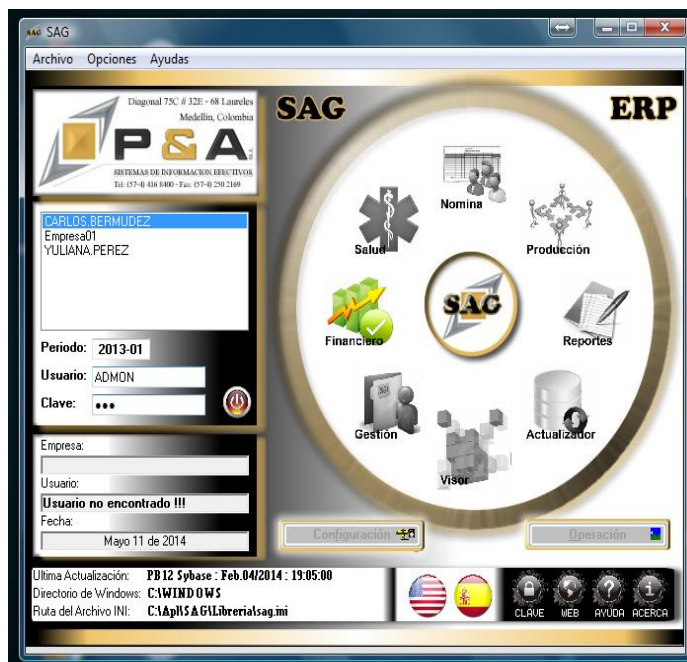 SAG
Archivo Opciones Ayudas
Diagonal 75C # 32E - 68 Laureles
Medellin, Colombia
P&A
SISTEMAS DE INFORMACION EFECTIVOS
Tel: (57-4) 416 8400 - Fax: (57-4) 250 2169
SAG ERP
CARLOS.BERMUDEZ
Empresa01
YULIANA.PEREZ
Periodo: 2013-01
Usuario: ADMON
Clave: •••
Empresa:
Usuario:
Usuario no encontrado !!!
Fecha:
Mayo 11 de 2014
Nomina
Salud
Producción
Financiero
SAG
Reportes
Gestión
Actualizador
Visor
Configuración
Operación
Ultima Actualización: PB12 Sybase : Feb.04/2014 : 19:05:00
Directorio de Windows: C:\WINDOWS
Ruta del Archivo INI: C:\Apl\SAG\Libreria\sag.ini
CLAVE WEB AYUDA ACERCA